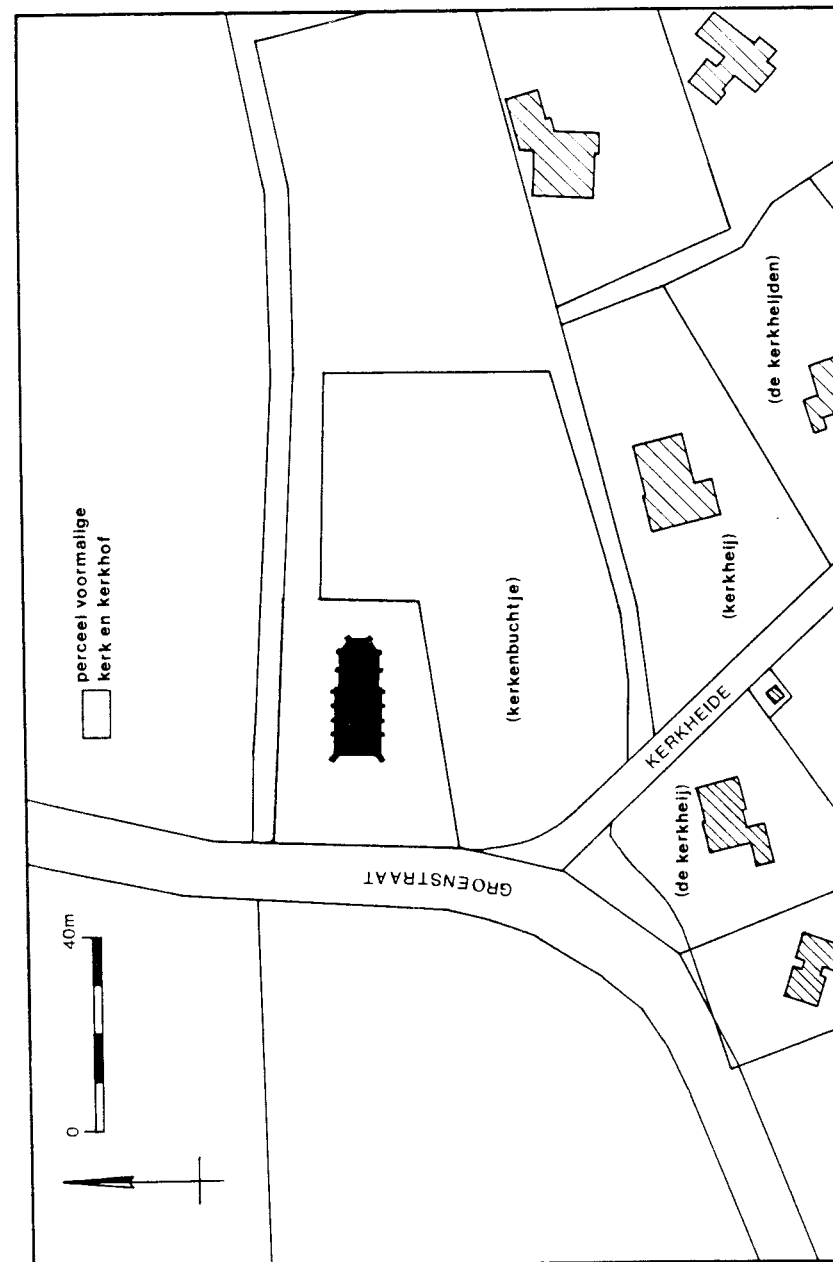 perceel voormalige
kerk en kerkhof
40m
0
GROENSTRAAT
KERKHEIDE
(kerkenbuchtje)
(kerkheij)
(de kerkheijden)
(de kerkheij)